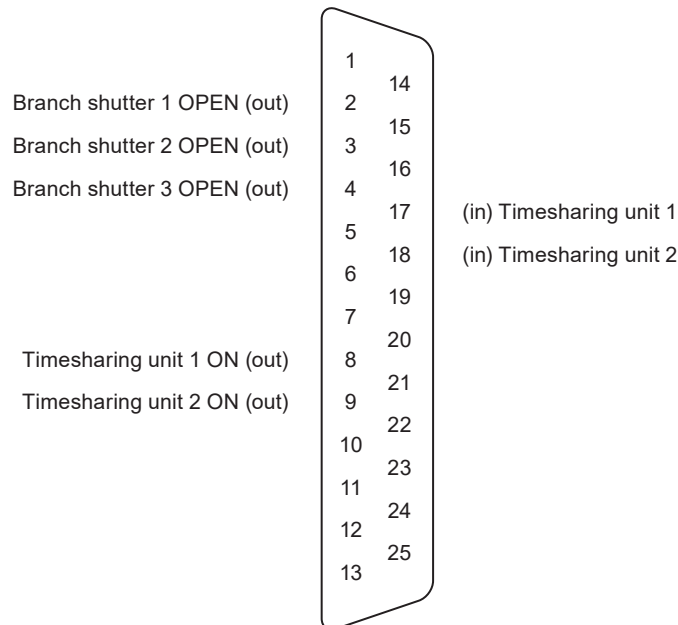 1
14
Branch shutter 1 OPEN (out) 2
15
Branch shutter 2 OPEN (out) 3
16
Branch shutter 3 OPEN (out) 4
17 (in) Timesharing unit 1
5
18 (in) Timesharing unit 2
6
19
7
20
Timesharing unit 1 ON (out) 8
21
Timesharing unit 2 ON (out) 9
22
10
23
11
24
12
25
13